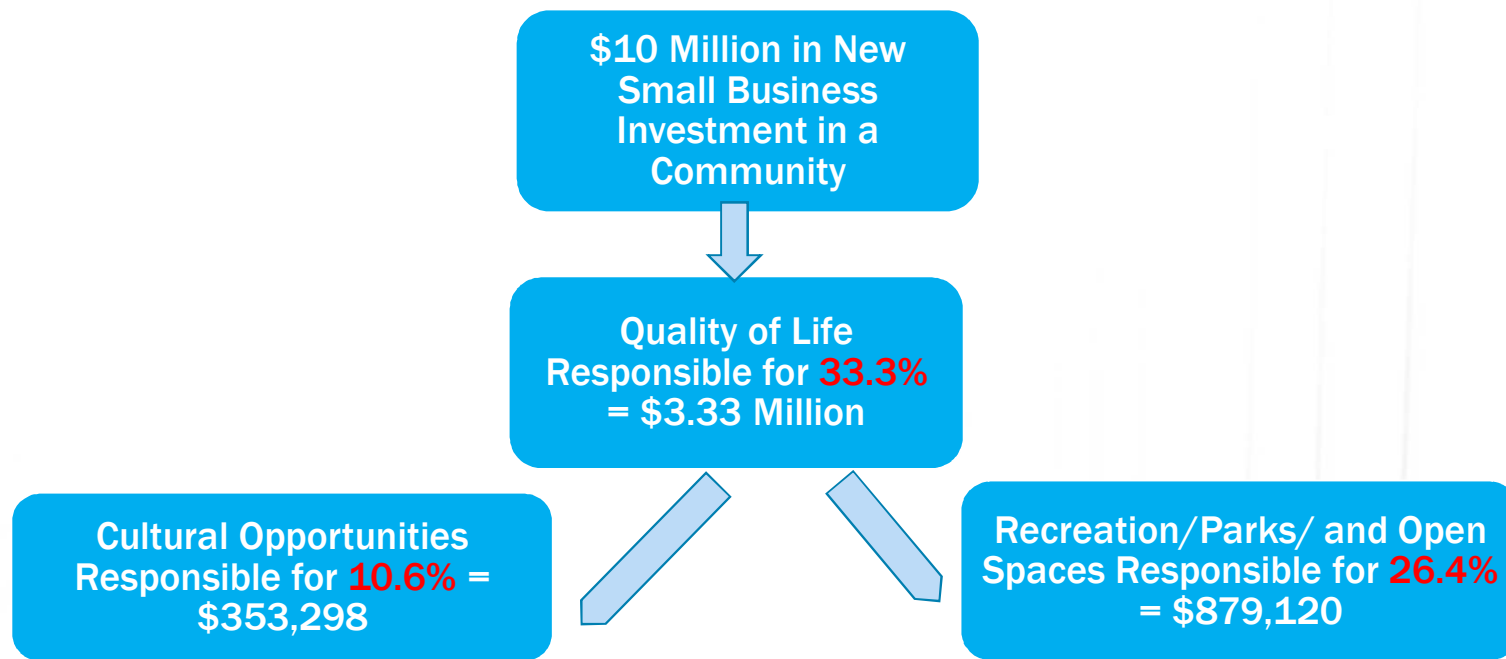 $10 Million in New
Small Business
Investment in a
Community
Quality of Life
Responsible for 33.3%
= $3.33 Million
Cultural Opportunities
Responsible for 10.6% =
$353,298
Recreation/Parks/ and Open
Spaces Responsible for 26.4%
= $879,120